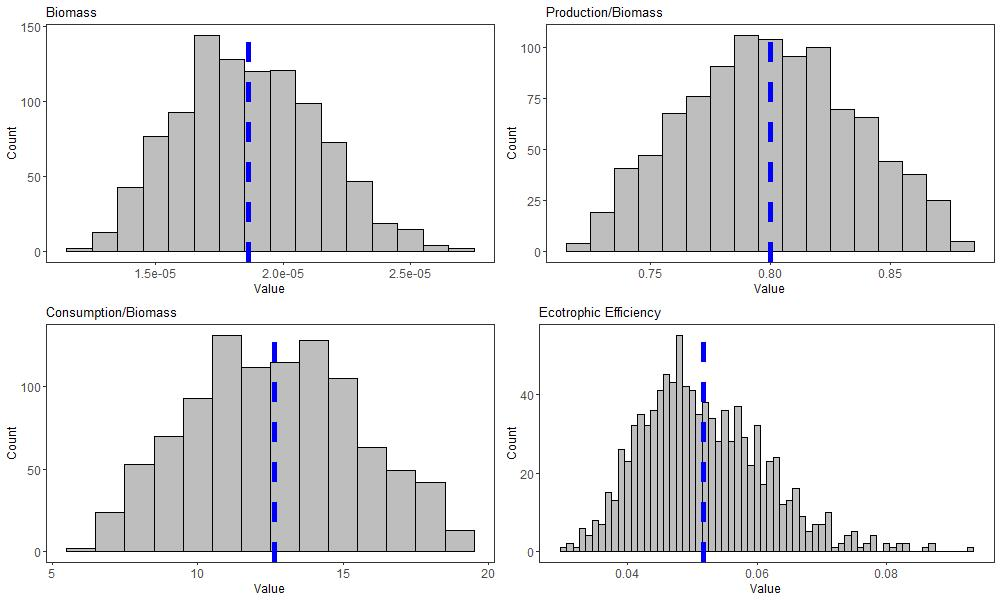 Biomass
150
100
50
0
Count
1.5e-05 2.0e-05 2.5e-05
Value
Production/Biomass
100
75
50
25
0
Count
0.75 0.80 0.85
Value
Consumption/Biomass
100
50
0
Count
5 10 15 20
Value
Ecotrophic Efficiency
40
20
0
Count
0.04 0.06 0.08
Value